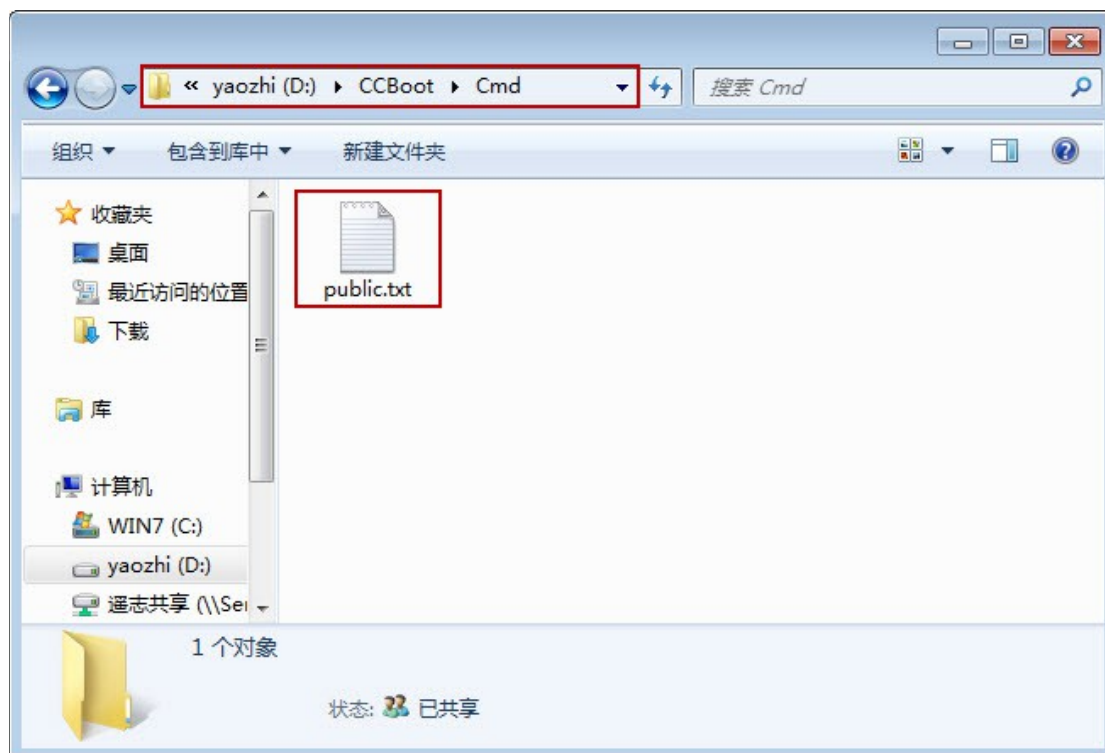 « yaozhi (D:) ▸ CCBoot ▸ Cmd
搜索 Cmd
组织
包含到库中
新建文件夹
收藏夹
桌面
最近访问的位置
下载
库
计算机
WIN7 (C:)
yaozhi (D:)
遥志共享 (\\Ser
public.txt
1 个对象
状态: 已共享